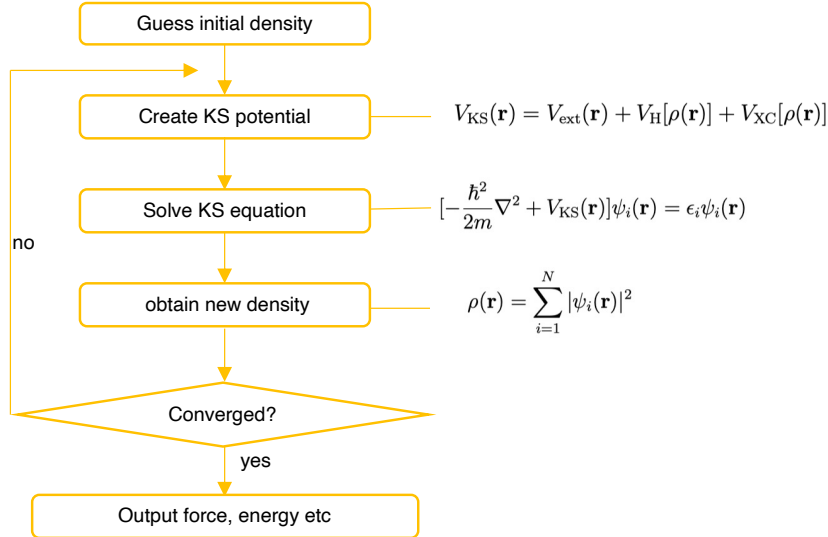 Guess initial density
Create KS potential
V_KS(𝐫) = V_ext(𝐫) + V_H[ρ(𝐫)] + V_XC[ρ(𝐫)]
Solve KS equation
[-ħ²/2m ∇² + V_KS(𝐫)]ψ_i(𝐫) = ϵ_iψ_i(𝐫)
no
obtain new density
ρ(𝐫) = ∑_{i=1}^{N} |ψ_i(𝐫)|²
Converged?
yes
Output force, energy etc